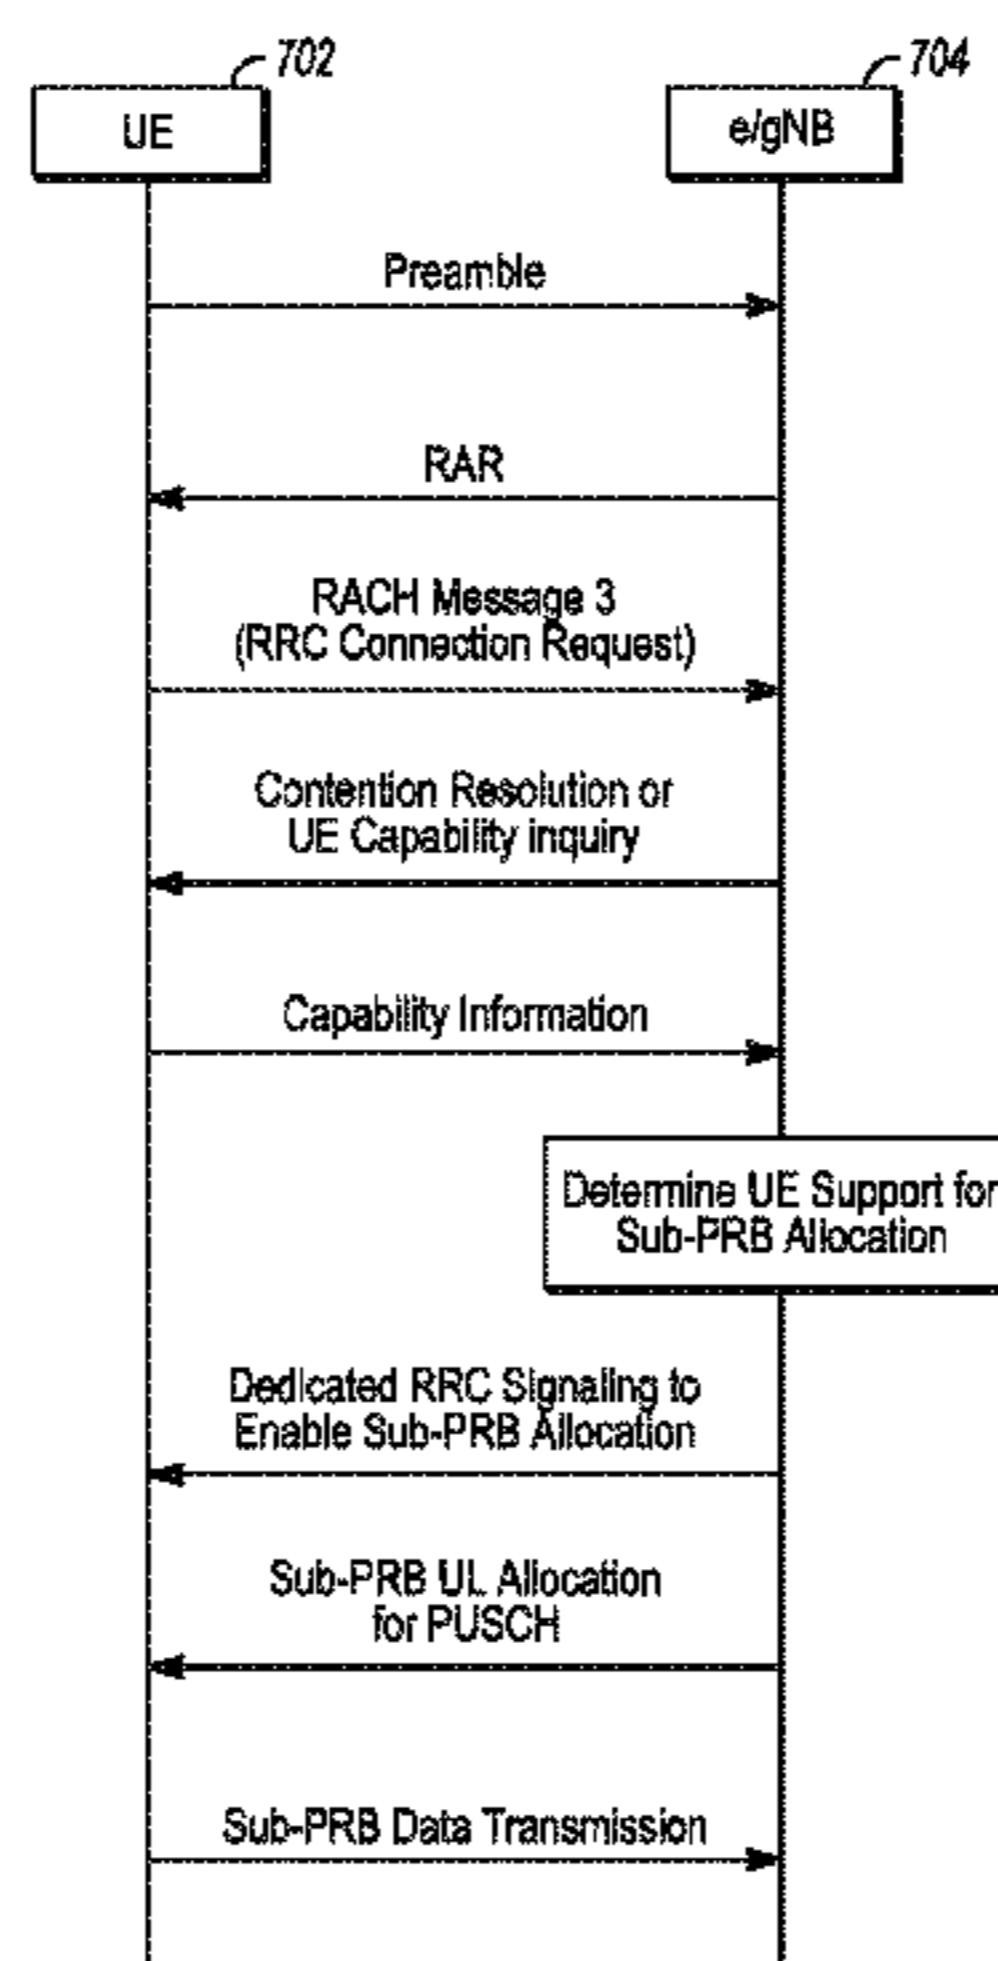 702
704
UE
e/gNB
Preamble
RAR
RACH Message 3
(RRC Connection Request)
Contention Resolution or
UE Capability inquiry
Capability Information
Determine UE Support for
Sub-PRB Allocation
Dedicated RRC Signaling to
Enable Sub-PRB Allocation
Sub-PRB UL Allocation
for PUSCH
Sub-PRB Data Transmission